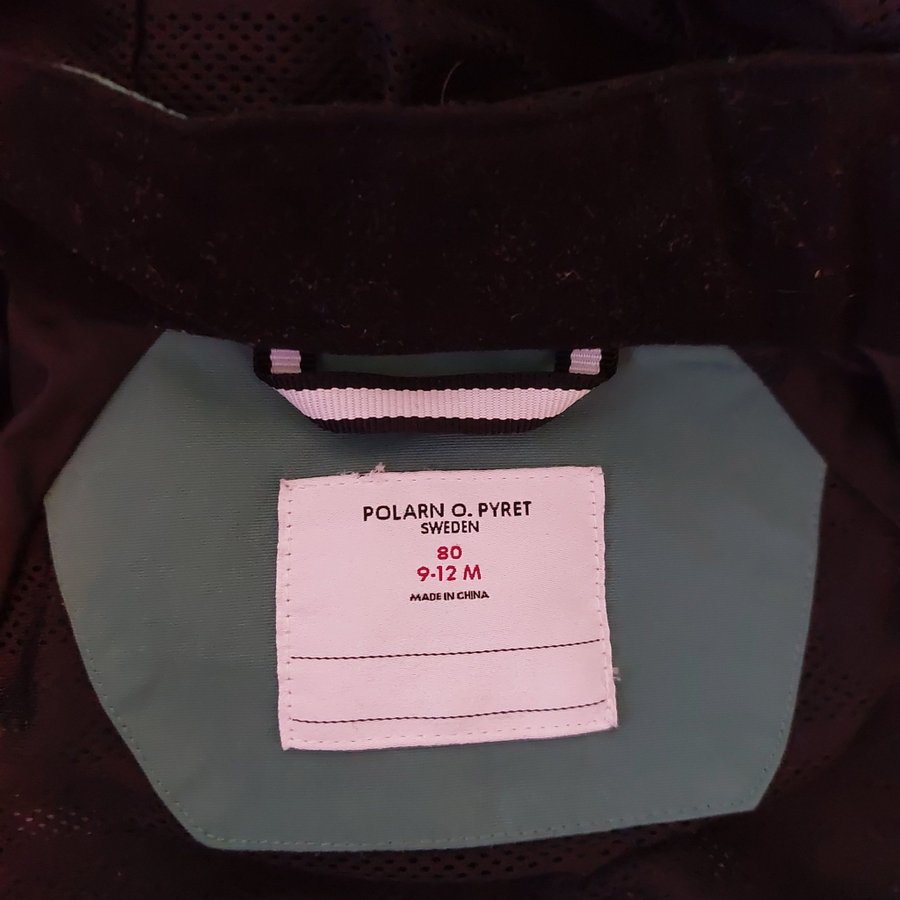 POLARN O. PYRET
SWEDEN
80
9-12 M
MADE IN CHINA